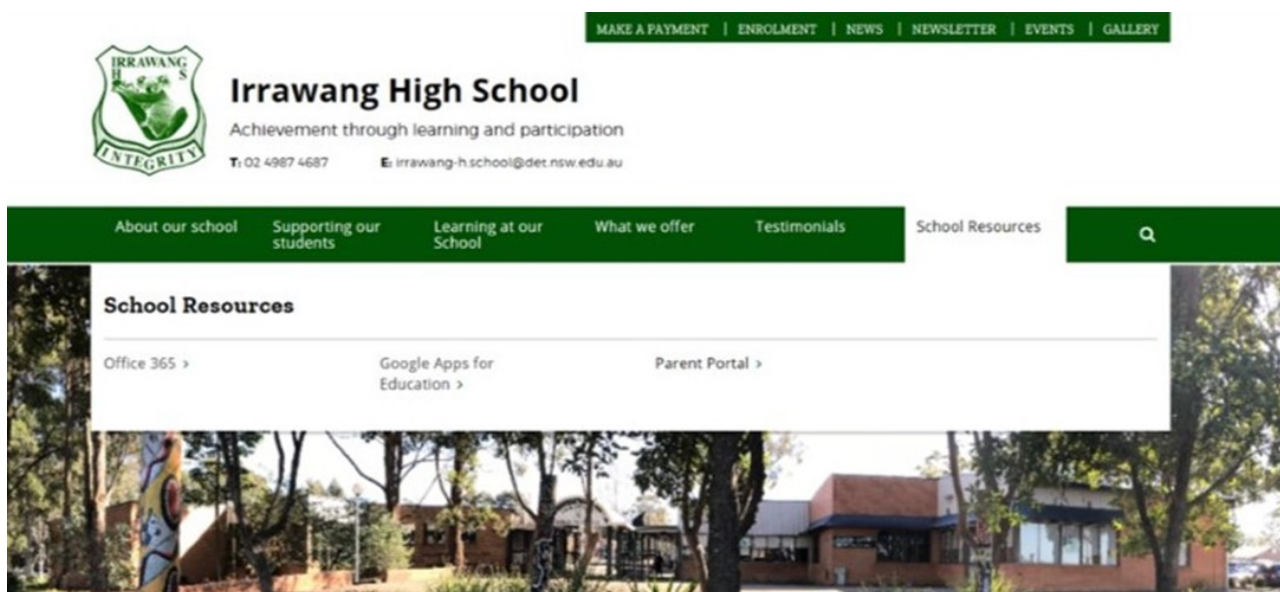 MAKE A PAYMENT | ENROLMENT | NEWS | NEWSLETTER | EVENTS | GALLERY
IRRAWANG
H S
INTEGRITY
Irrawang High School
Achievement through learning and participation
T: 02 4987 4687 E: irrawang-h.school@det.nsw.edu.au
About our school
Supporting our
students
Learning at our
School
What we offer
Testimonials
School Resources
School Resources
Office 365 >
Google Apps for
Education >
Parent Portal >